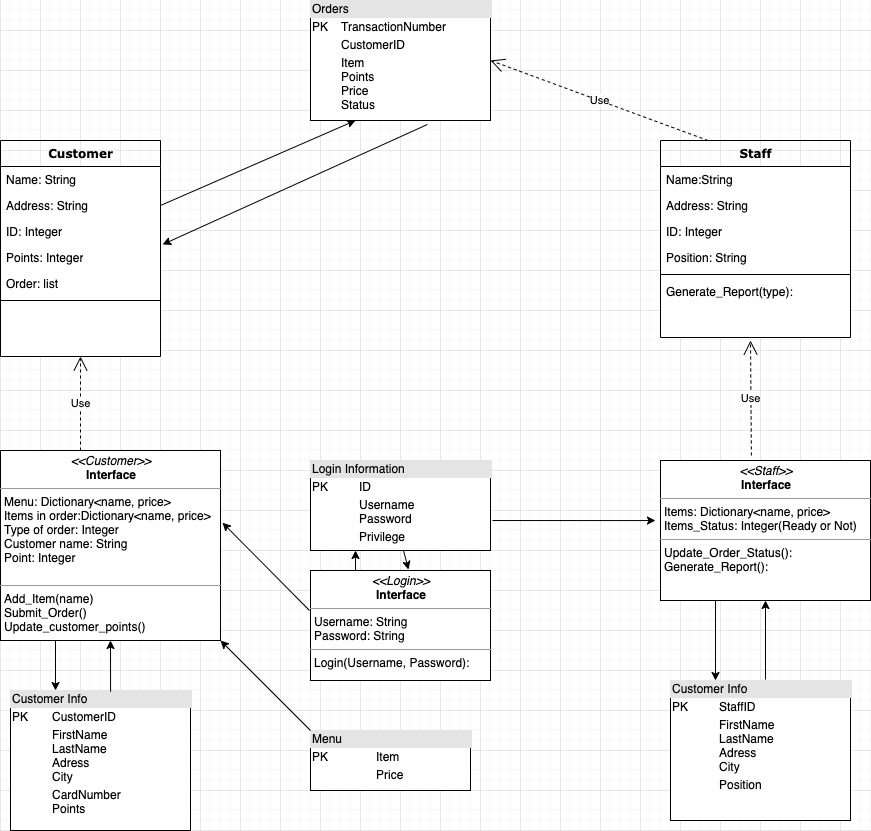 Orders
PK TransactionNumber
CustomerID
Item
Points
Price
Status
Use
Customer
Name: String
Address: String
ID: Integer
Points: Integer
Order: list
Staff
Name:String
Address: String
ID: Integer
Position: String
Generate_Report(type):
Use
Use
<<Customer>>
Interface
Menu: Dictionary<name, price>
Items in order:Dictionary<name, price>
Type of order: Integer
Customer name: String
Point: Integer
Add_Item(name)
Submit_Order()
Update_customer_points()
Login Information
PK ID
Username
Password
Privilege
<<Staff>>
Interface
Items: Dictionary<name, price>
Items_Status: Integer(Ready or Not)
Update_Order_Status():
Generate_Report():
<<Login>>
Interface
Username: String
Password: String
Login(Username, Password):
Customer Info
PK CustomerID
FirstName
LastName
Adress
City
CardNumber
Points
Menu
PK Item
Price
Customer Info
PK StaffID
FirstName
LastName
Adress
City
Position